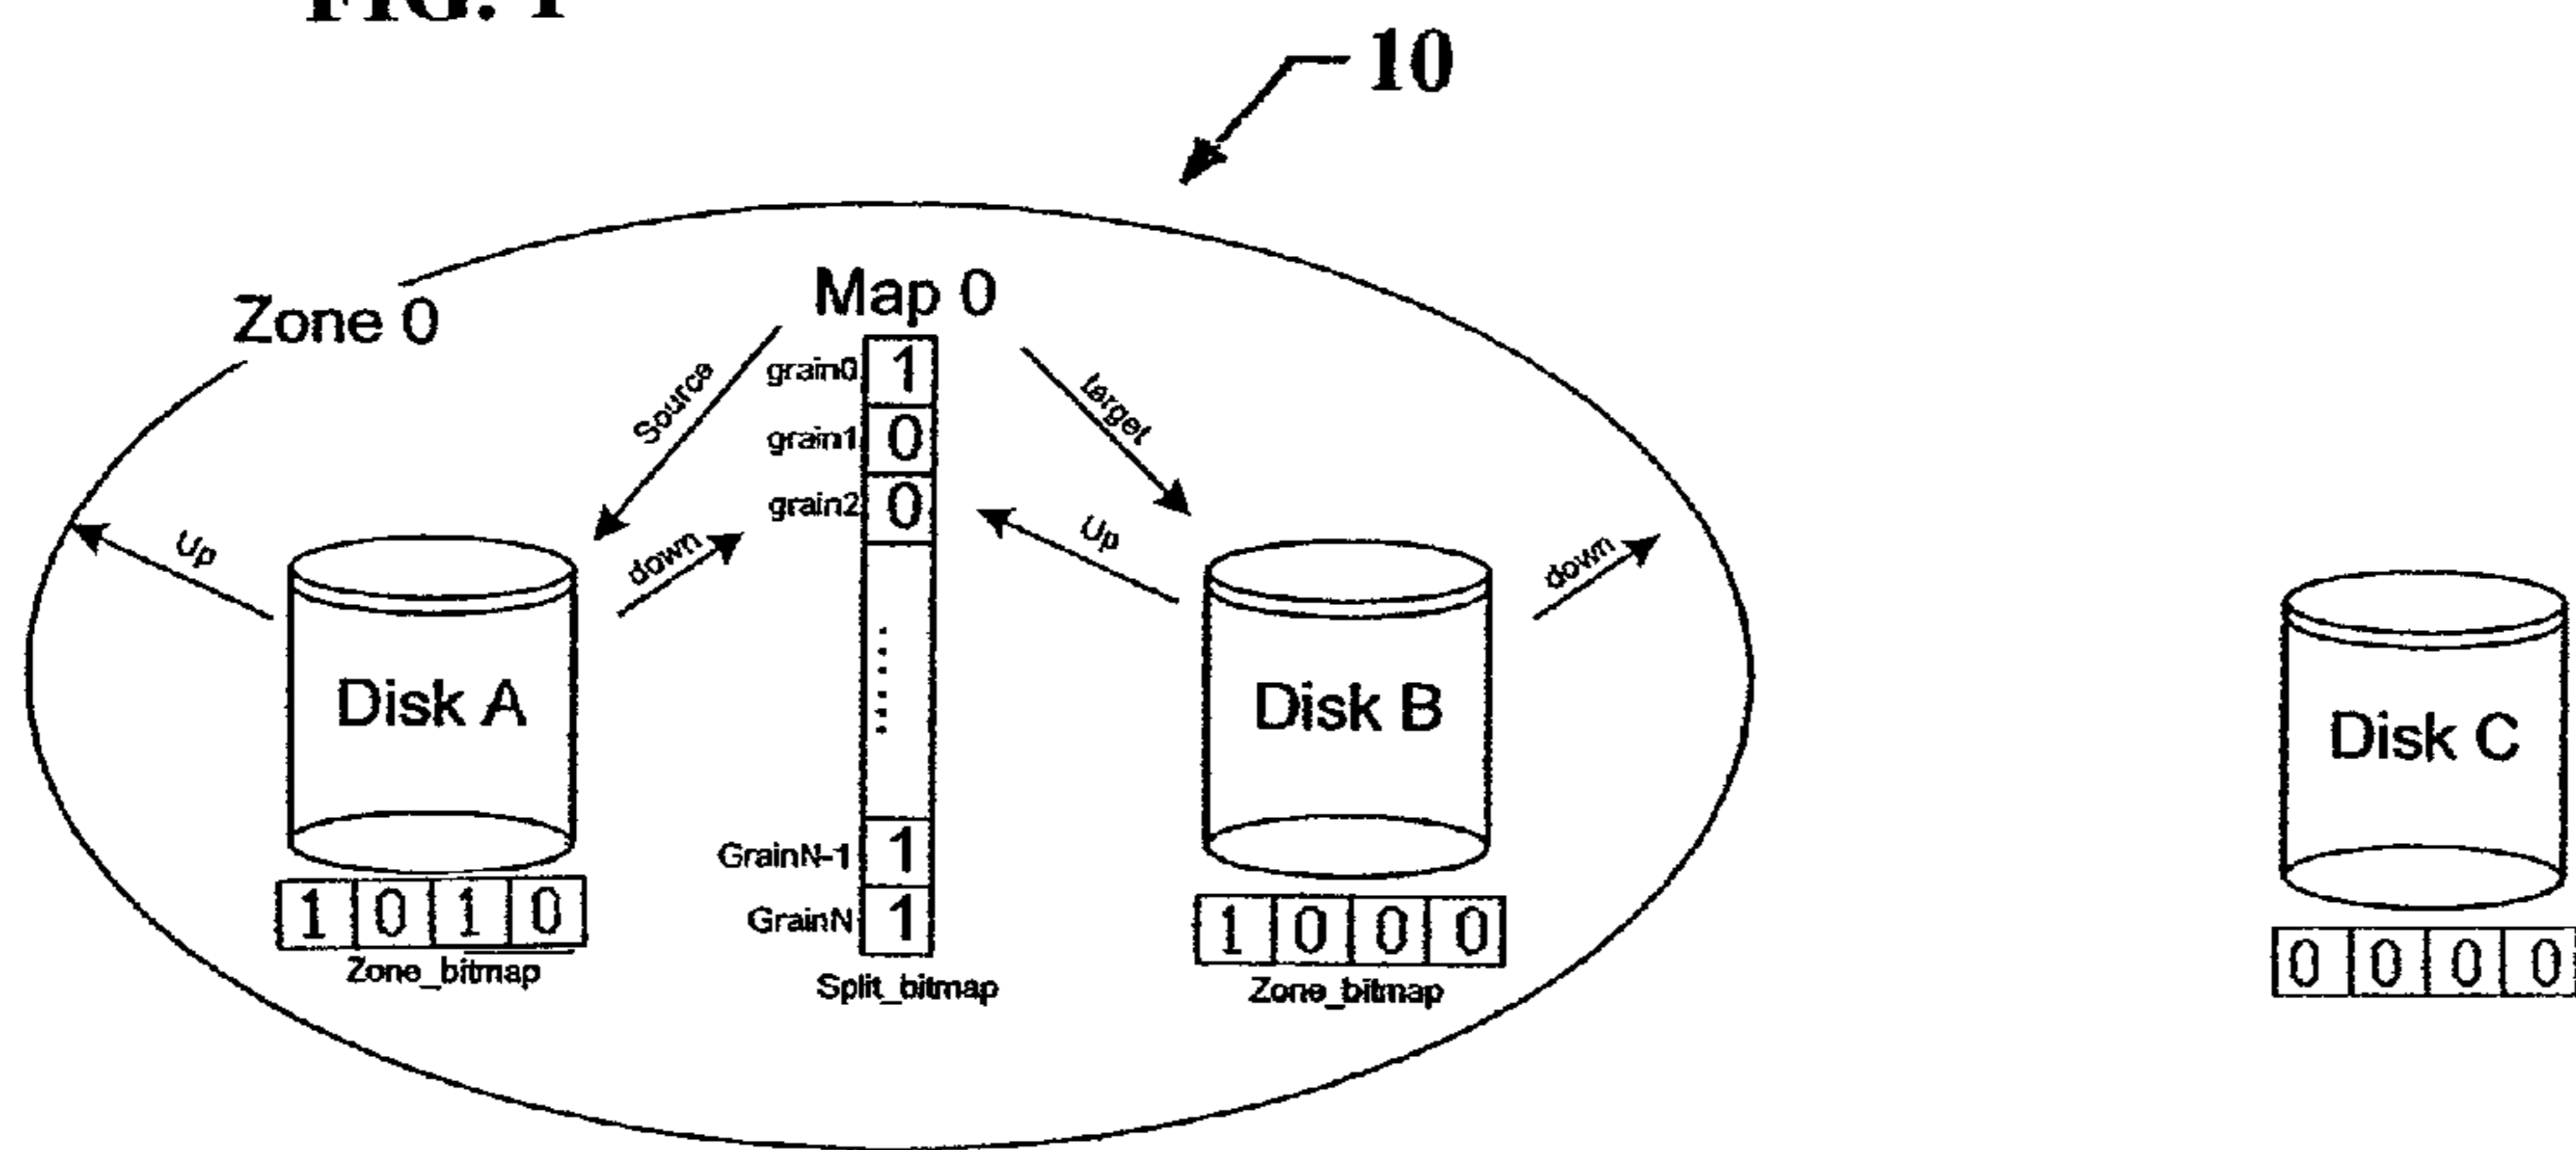 FIG. 1
10
Zone 0
Map 0
Source
target
grain0 1
grain1 0
grain2 0
Up
down
Up
down
Disk A
Disk B
Disk C
GrainN-1 1
GrainN 1
1 0 1 0
Zone_bitmap
Split_bitmap
1 0 0 0
Zone_bitmap
0 0 0 0